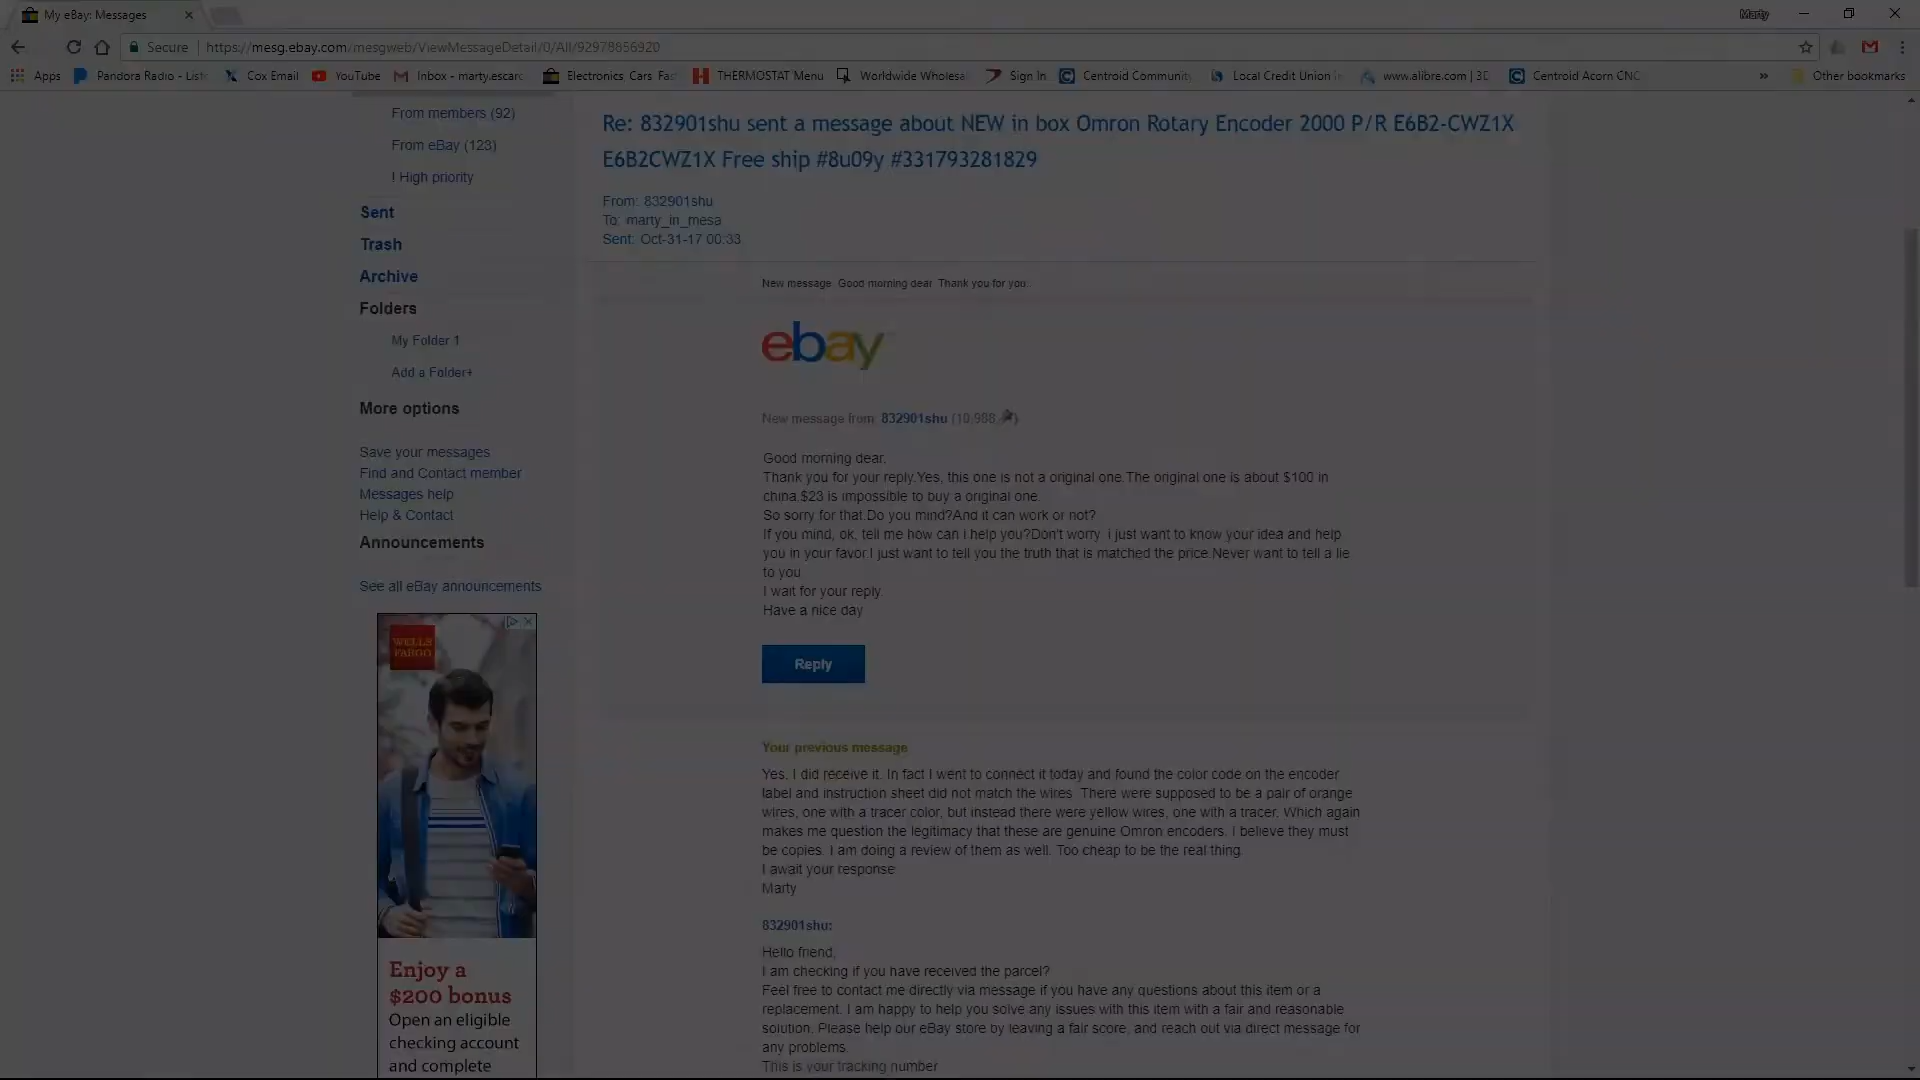 My eBay: Messages
Marty
Secure
https://mesg.ebay.com/mesgweb/ViewMessageDetail/0/All/92978656920
Apps
Pandora Radio - List
Cox Email
YouTube
Inbox - marty.escarc
Electronics, Cars, Fas
THERMOSTAT Menu
Worldwide Wholesa
Sign In
Centroid Community
Local Credit Union
www.alibre.com | 3D
Centroid Acorn CNC
»
Other bookmarks
From members (92)
From eBay (123)
! High priority
Sent
Trash
Archive
Folders
My Folder 1
Add a Folder+
More options
Save your messages
Find and Contact member
Messages help
Help & Contact
Announcements
See all eBay announcements
WELLS
FARGO
Enjoy a
$200 bonus
Open an eligible
checking account
and complete
Re: 832901shu sent a message about NEW in box Omron Rotary Encoder 2000 P/R E6B2-CWZ1X
E6B2CWZ1X Free ship #8u09y #331793281829
From: 832901shu
To: marty_in_mesa
Sent: Oct-31-17 00:33
New message: Good morning dear. Thank you for you...
ebay
New message from: 832901shu (10,988)
Good morning dear.
Thank you for your reply.Yes, this one is not a original one.The original one is about $100 in
china.$23 is impossible to buy a original one.
So sorry for that.Do you mind?And it can work or not?
If you mind, ok, tell me how can i help you?Don't worry. i just want to know your idea and help
you in your favor.I just want to tell you the truth that is matched the price.Never want to tell a lie
to you.
I wait for your reply.
Have a nice day
Reply
Your previous message
Yes, I did receive it. In fact I went to connect it today and found the color code on the encoder
label and instruction sheet did not match the wires. There were supposed to be a pair of orange
wires, one with a tracer color, but instead there were yellow wires, one with a tracer. Which again
makes me question the legitimacy that these are genuine Omron encoders. I believe they must
be copies. I am doing a review of them as well. Too cheap to be the real thing.
I await your response
Marty
832901shu:
Hello friend,
I am checking if you have received the parcel?
Feel free to contact me directly via message if you have any questions about this item or a
replacement. I am happy to help you solve any issues with this item with a fair and reasonable
solution. Please help our eBay store by leaving a fair score, and reach out via direct message for
any problems.
This is your tracking number